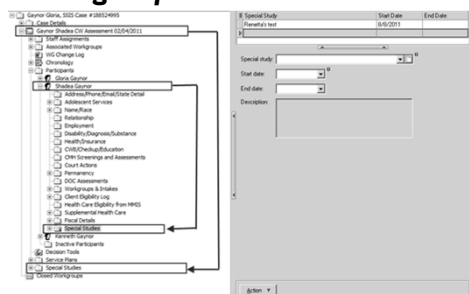 Gaynor Gloria, SSIS Case #188524995
Case Details
Gaynor Shadea CW Assessment 02/04/2011
Staff Assignments
Associated Workgroups
WG Change Log
Chronology
Participants
Gloria Gaynor
Shadea Gaynor
Address/Phone/Email/State Detail
Adolescent Services
Name/Race
Relationship
Employment
Disability/Diagnosis/Substance
Health/Insurance
CWB/Checkup/Education
CMH Screenings and Assessments
Court Actions
Permanency
DOC Assessments
Workgroups & Intakes
Client Eligibility Log
Health Care Eligibility from MMIS
Supplemental Health Care
Fiscal Details
Special Studies
Kenneth Gaynor
Inactive Participants
Decision Tools
Service Plans
Special Studies
Closed Workgroups
Special Study Start Date End Date
Renetta's test 8/8/2011
Special study:
Start date:
End date:
Description:
Action